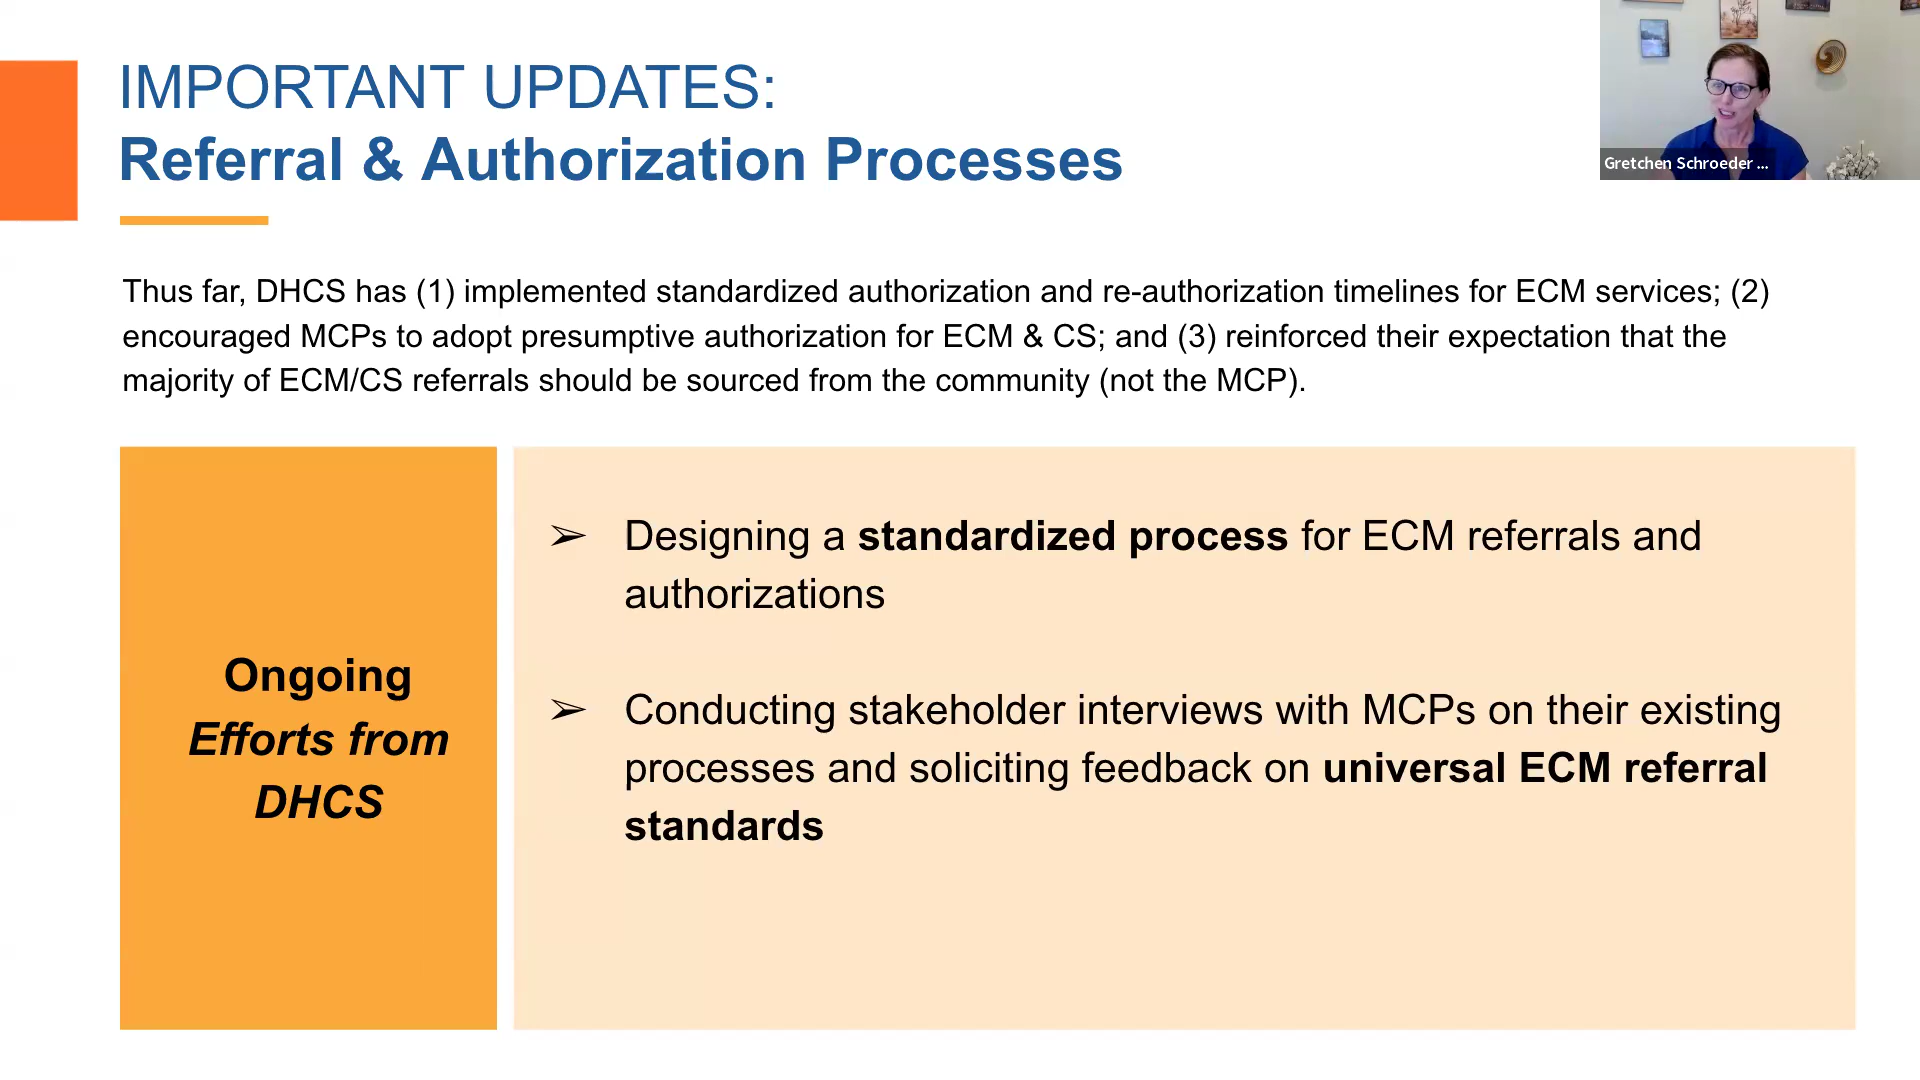 IMPORTANT UPDATES:
Referral & Authorization Processes
Gretchen Schroeder ...
Thus far, DHCS has (1) implemented standardized authorization and re-authorization timelines for ECM services; (2)
encouraged MCPs to adopt presumptive authorization for ECM & CS; and (3) reinforced their expectation that the
majority of ECM/CS referrals should be sourced from the community (not the MCP).
Ongoing
Efforts from
DHCS
➢ Designing a standardized process for ECM referrals and
authorizations
➢ Conducting stakeholder interviews with MCPs on their existing
processes and soliciting feedback on universal ECM referral
standards